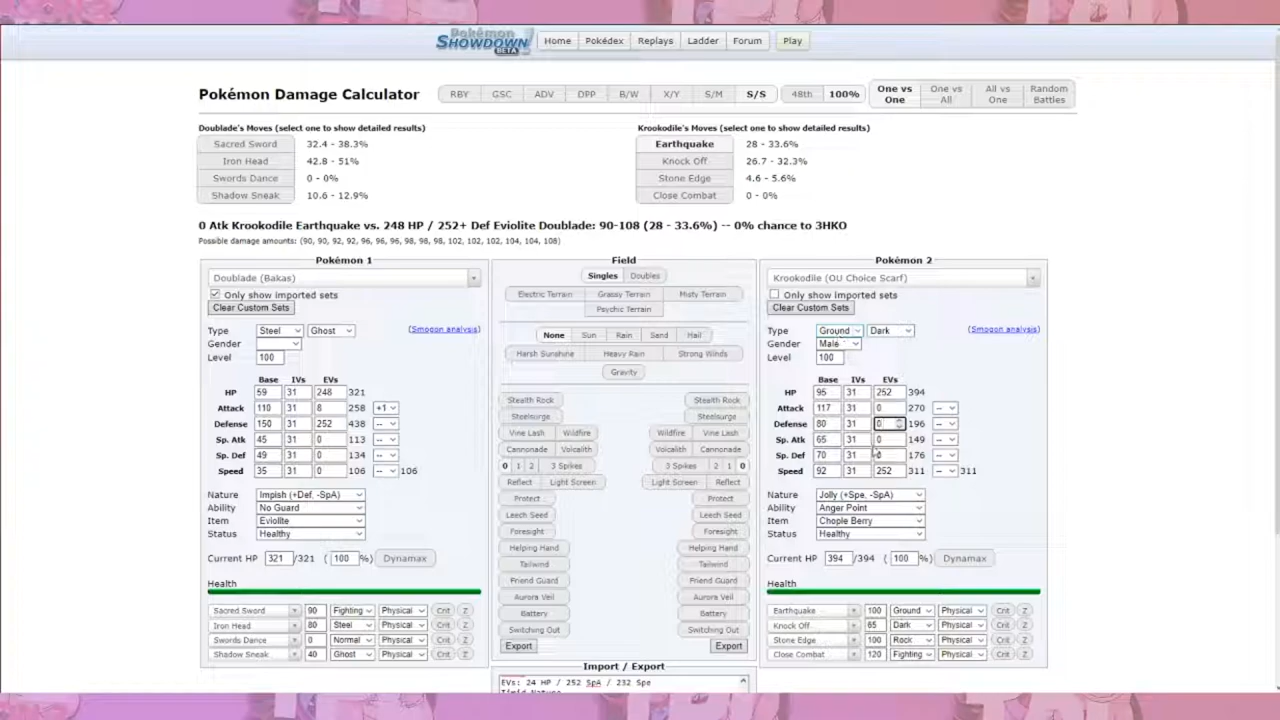 Pokémon SHOWDOWN! BETA Home Pokédex Replays Ladder Forum Play
Pokémon Damage Calculator RBY GSC ADV DPP B/W X/Y S/M S/S 48th 100% One vs One One vs All All vs One Random Battles
Doublade's Moves (select one to show detailed results) Krookodile's Moves (select one to show detailed results)
Sacred Sword 32.4 - 38.3% Earthquake 28 - 33.6%
Iron Head 42.8 - 51% Knock Off 26.7 - 32.3%
Swords Dance 0 - 0% Stone Edge 4.6 - 5.6%
Shadow Sneak 10.6 - 12.9% Close Combat 0 - 0%
0 Atk Krookodile Earthquake vs. 248 HP / 252+ Def Eviolite Doublade: 90-108 (28 - 33.6%) -- 0% chance to 3HKO
Possible damage amounts: (90, 90, 92, 92, 96, 96, 96, 98, 98, 98, 102, 102, 102, 104, 104, 108)
Pokémon 1
Doublade (Bakas)
Only show imported sets
Clear Custom Sets
Type Steel Ghost (Smogon analysis)
Gender
Level 100
Base IVs EVs
HP 59 31 248 321
Attack 110 31 8 258 +1
Defense 150 31 252 438 --
Sp. Atk 45 31 0 113 --
Sp. Def 49 31 0 134 --
Speed 35 31 0 106 -- 106
Nature Impish (+Def, -SpA)
Ability No Guard
Item Eviolite
Status Healthy
Current HP 321 /321 ( 100 %) Dynamax
Health
Sacred Sword 90 Fighting Physical Crit Z
Iron Head 80 Steel Physical Crit Z
Swords Dance 0 Normal Physical Crit Z
Shadow Sneak 40 Ghost Physical Crit Z
Field
Singles Doubles
Electric Terrain Grassy Terrain Misty Terrain
Psychic Terrain
None Sun Rain Sand Hail
Harsh Sunshine Heavy Rain Strong Winds
Gravity
Stealth Rock Stealth Rock
Steelsurge Steelsurge
Vine Lash Wildfire Wildfire Vine Lash
Cannonade Volcalith Volcalith Cannonade
0 1 2 3 Spikes 3 Spikes 2 1 0
Reflect Light Screen Light Screen Reflect
Protect Protect
Leech Seed Leech Seed
Foresight Foresight
Helping Hand Helping Hand
Tailwind Tailwind
Friend Guard Friend Guard
Aurora Veil Aurora Veil
Battery Battery
Switching Out Switching Out
Export Export
Import / Export
EVs: 24 HP / 252 SpA / 232 Spe
Timid Nature
Pokémon 2
Krookodile (OU Choice Scarf)
Only show imported sets
Clear Custom Sets
Type Ground Dark (Smogon analysis)
Gender Male
Level 100
Base IVs EVs
HP 95 31 252 394
Attack 117 31 0 270 --
Defense 80 31 0 196 --
Sp. Atk 65 31 0 149 --
Sp. Def 70 31 0 176 --
Speed 92 31 252 311 -- 311
Nature Jolly (+Spe, -SpA)
Ability Anger Point
Item Chople Berry
Status Healthy
Current HP 394 /394 ( 100 %) Dynamax
Health
Earthquake 100 Ground Physical Crit Z
Knock Off 65 Dark Physical Crit Z
Stone Edge 100 Rock Physical Crit Z
Close Combat 120 Fighting Physical Crit Z